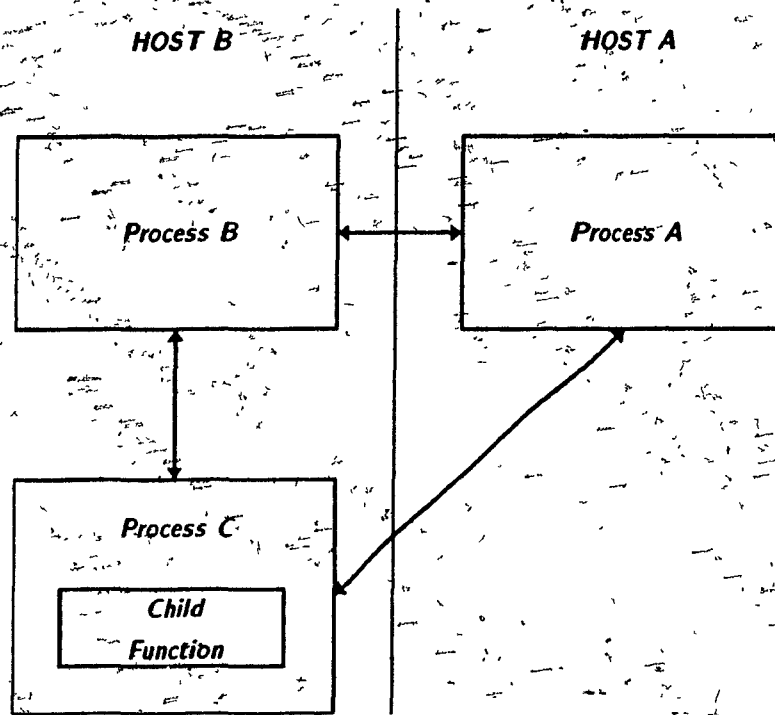 HOST B
HOST A
Process B
Process A
Process C
Child
Function